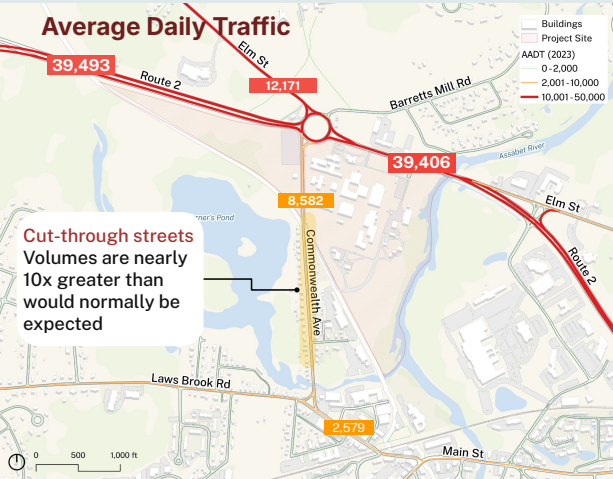 Average Daily Traffic
Buildings
Project Site
AADT (2023)
0-2,000
2,001-10,000
10,001-50,000
39,493
Route 2
Elm St
12,171
Barretts Mill Rd
39,406
Assabet River
Elm St
Route 2
8,582
Commonwealth Ave
Pond
Cut-through streets
Volumes are nearly
10x greater than
would normally be
expected
Laws Brook Rd
2,579
Main St
0 500 1,000 ft